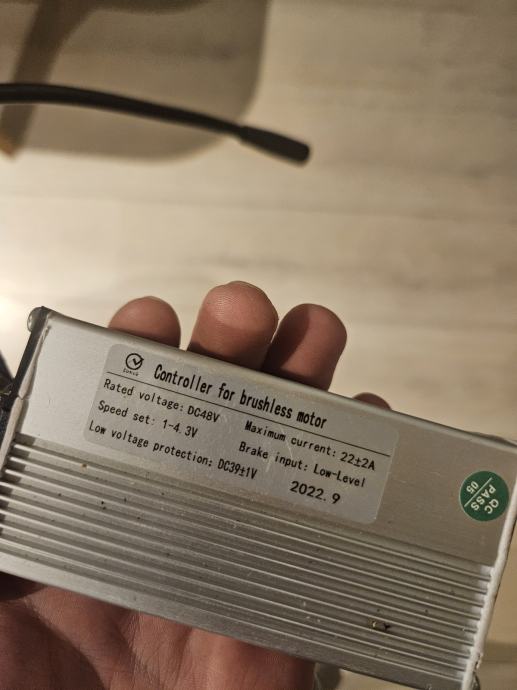 Controller for brushless motor
Rated voltage: DC48V
Maximum current: 22±2A
Speed set: 1-4.3V
Brake input: Low-Level
Low voltage protection: DC39±1V
2022. 9
QC
PASS
05